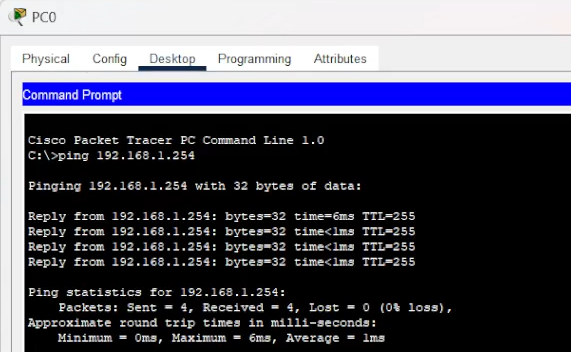 PC0
Physical Config Desktop Programming Attributes
Command Prompt
Cisco Packet Tracer PC Command Line 1.0
C:\>ping 192.168.1.254
Pinging 192.168.1.254 with 32 bytes of data:
Reply from 192.168.1.254: bytes=32 time=6ms TTL=255
Reply from 192.168.1.254: bytes=32 time<1ms TTL=255
Reply from 192.168.1.254: bytes=32 time<1ms TTL=255
Reply from 192.168.1.254: bytes=32 time<1ms TTL=255
Ping statistics for 192.168.1.254:
Packets: Sent = 4, Received = 4, Lost = 0 (0% loss),
Approximate round trip times in milli-seconds:
Minimum = 0ms, Maximum = 6ms, Average = 1ms